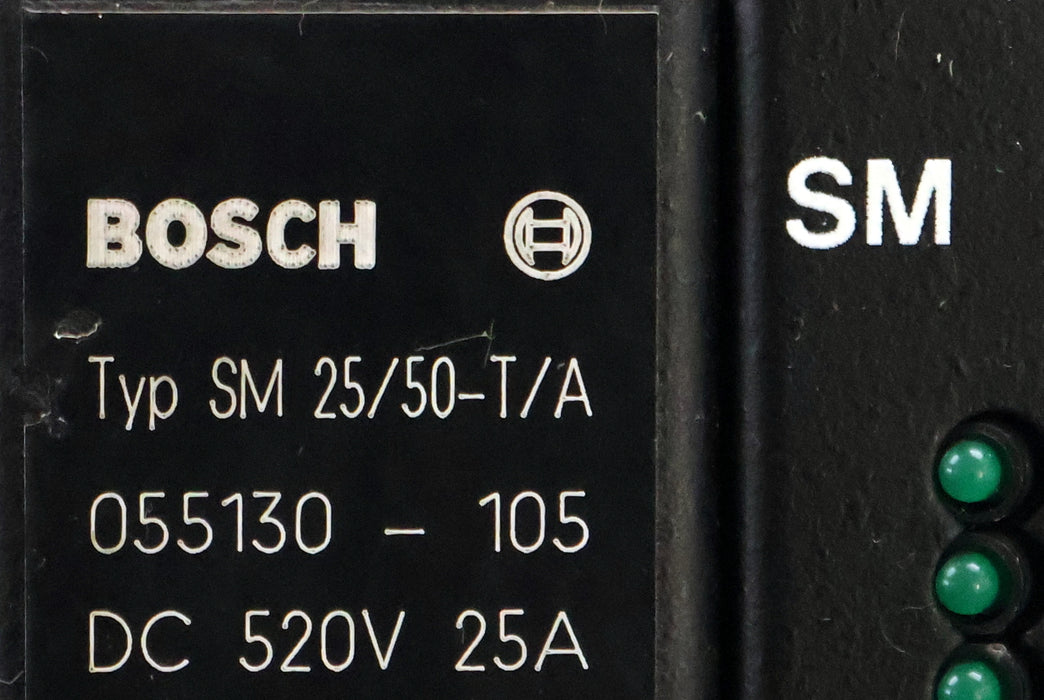 BOSCH
SM
Typ SM 25/50-T/A
055130 - 105
DC 520V 25A